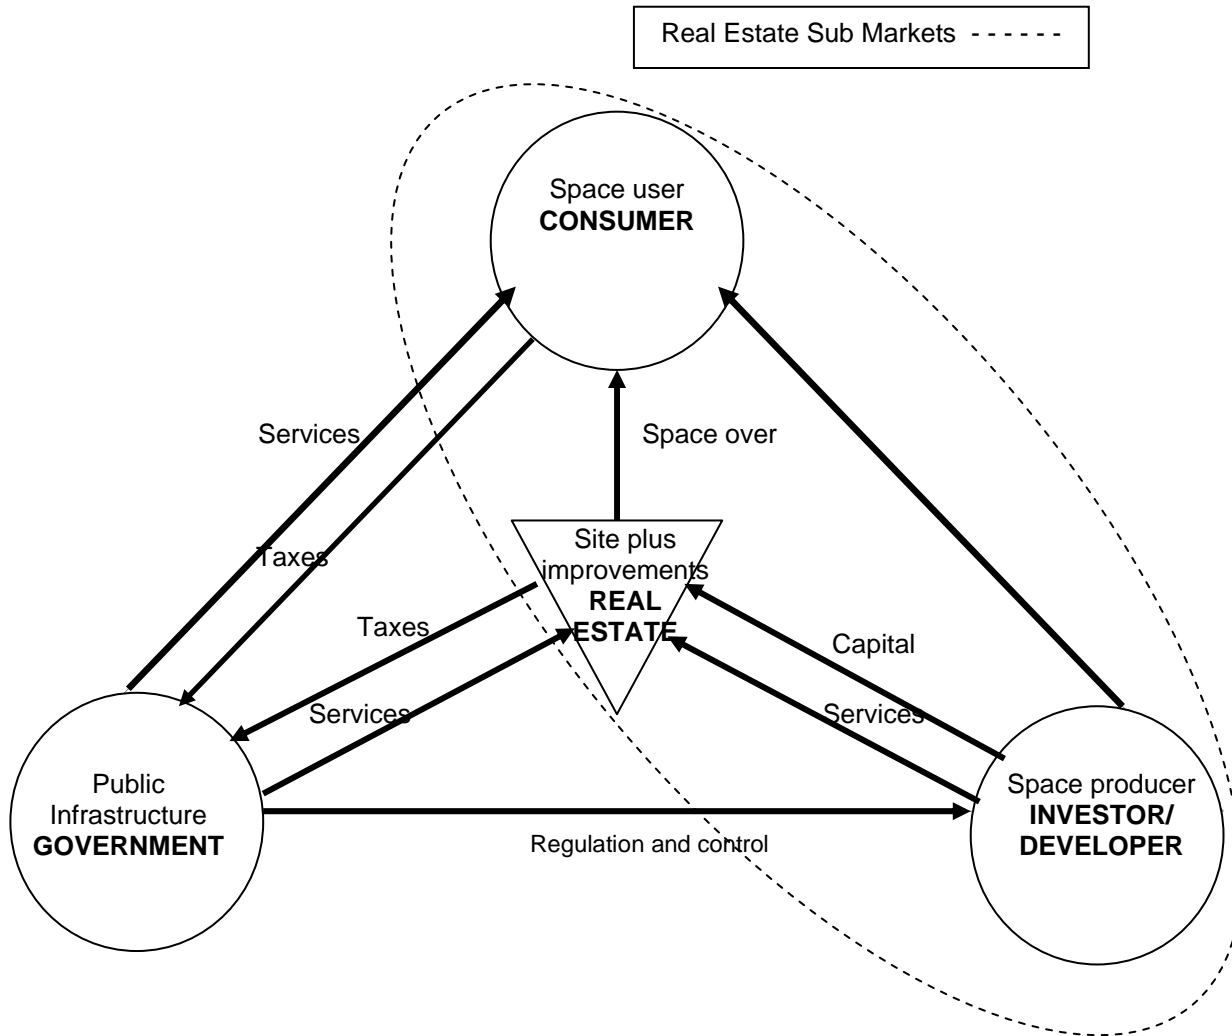 Real Estate Sub Markets - - - - - -
Space user
CONSUMER
Services
Space over
Taxes
Site plus
improvements
REAL
ESTATE
Taxes
Capital
Services
Services
Public
Infrastructure
GOVERNMENT
Space producer
INVESTOR/
DEVELOPER
Regulation and control